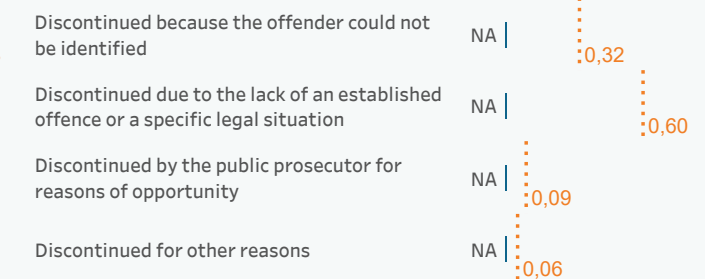 Discontinued because the offender could not
be identified
NA
0,32
Discontinued due to the lack of an established
offence or a specific legal situation
NA
0,60
Discontinued by the public prosecutor for
reasons of opportunity
NA
0,09
Discontinued for other reasons
NA
0,06